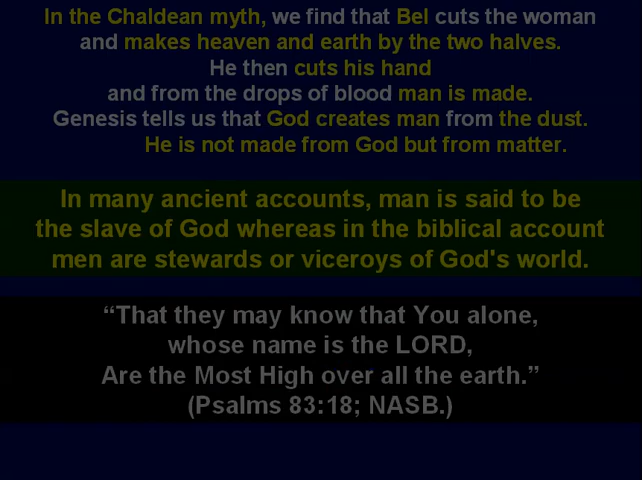 In the Chaldean myth, we find that Bel cuts the woman
and makes heaven and earth by the two halves.
He then cuts his hand
and from the drops of blood man is made.
Genesis tells us that God creates man from the dust.
He is not made from God but from matter.
In many ancient accounts, man is said to be
the slave of God whereas in the biblical account
men are stewards or viceroys of God's world.
“That they may know that You alone,
whose name is the LORD,
Are the Most High over all the earth.”
(Psalms 83:18; NASB.)